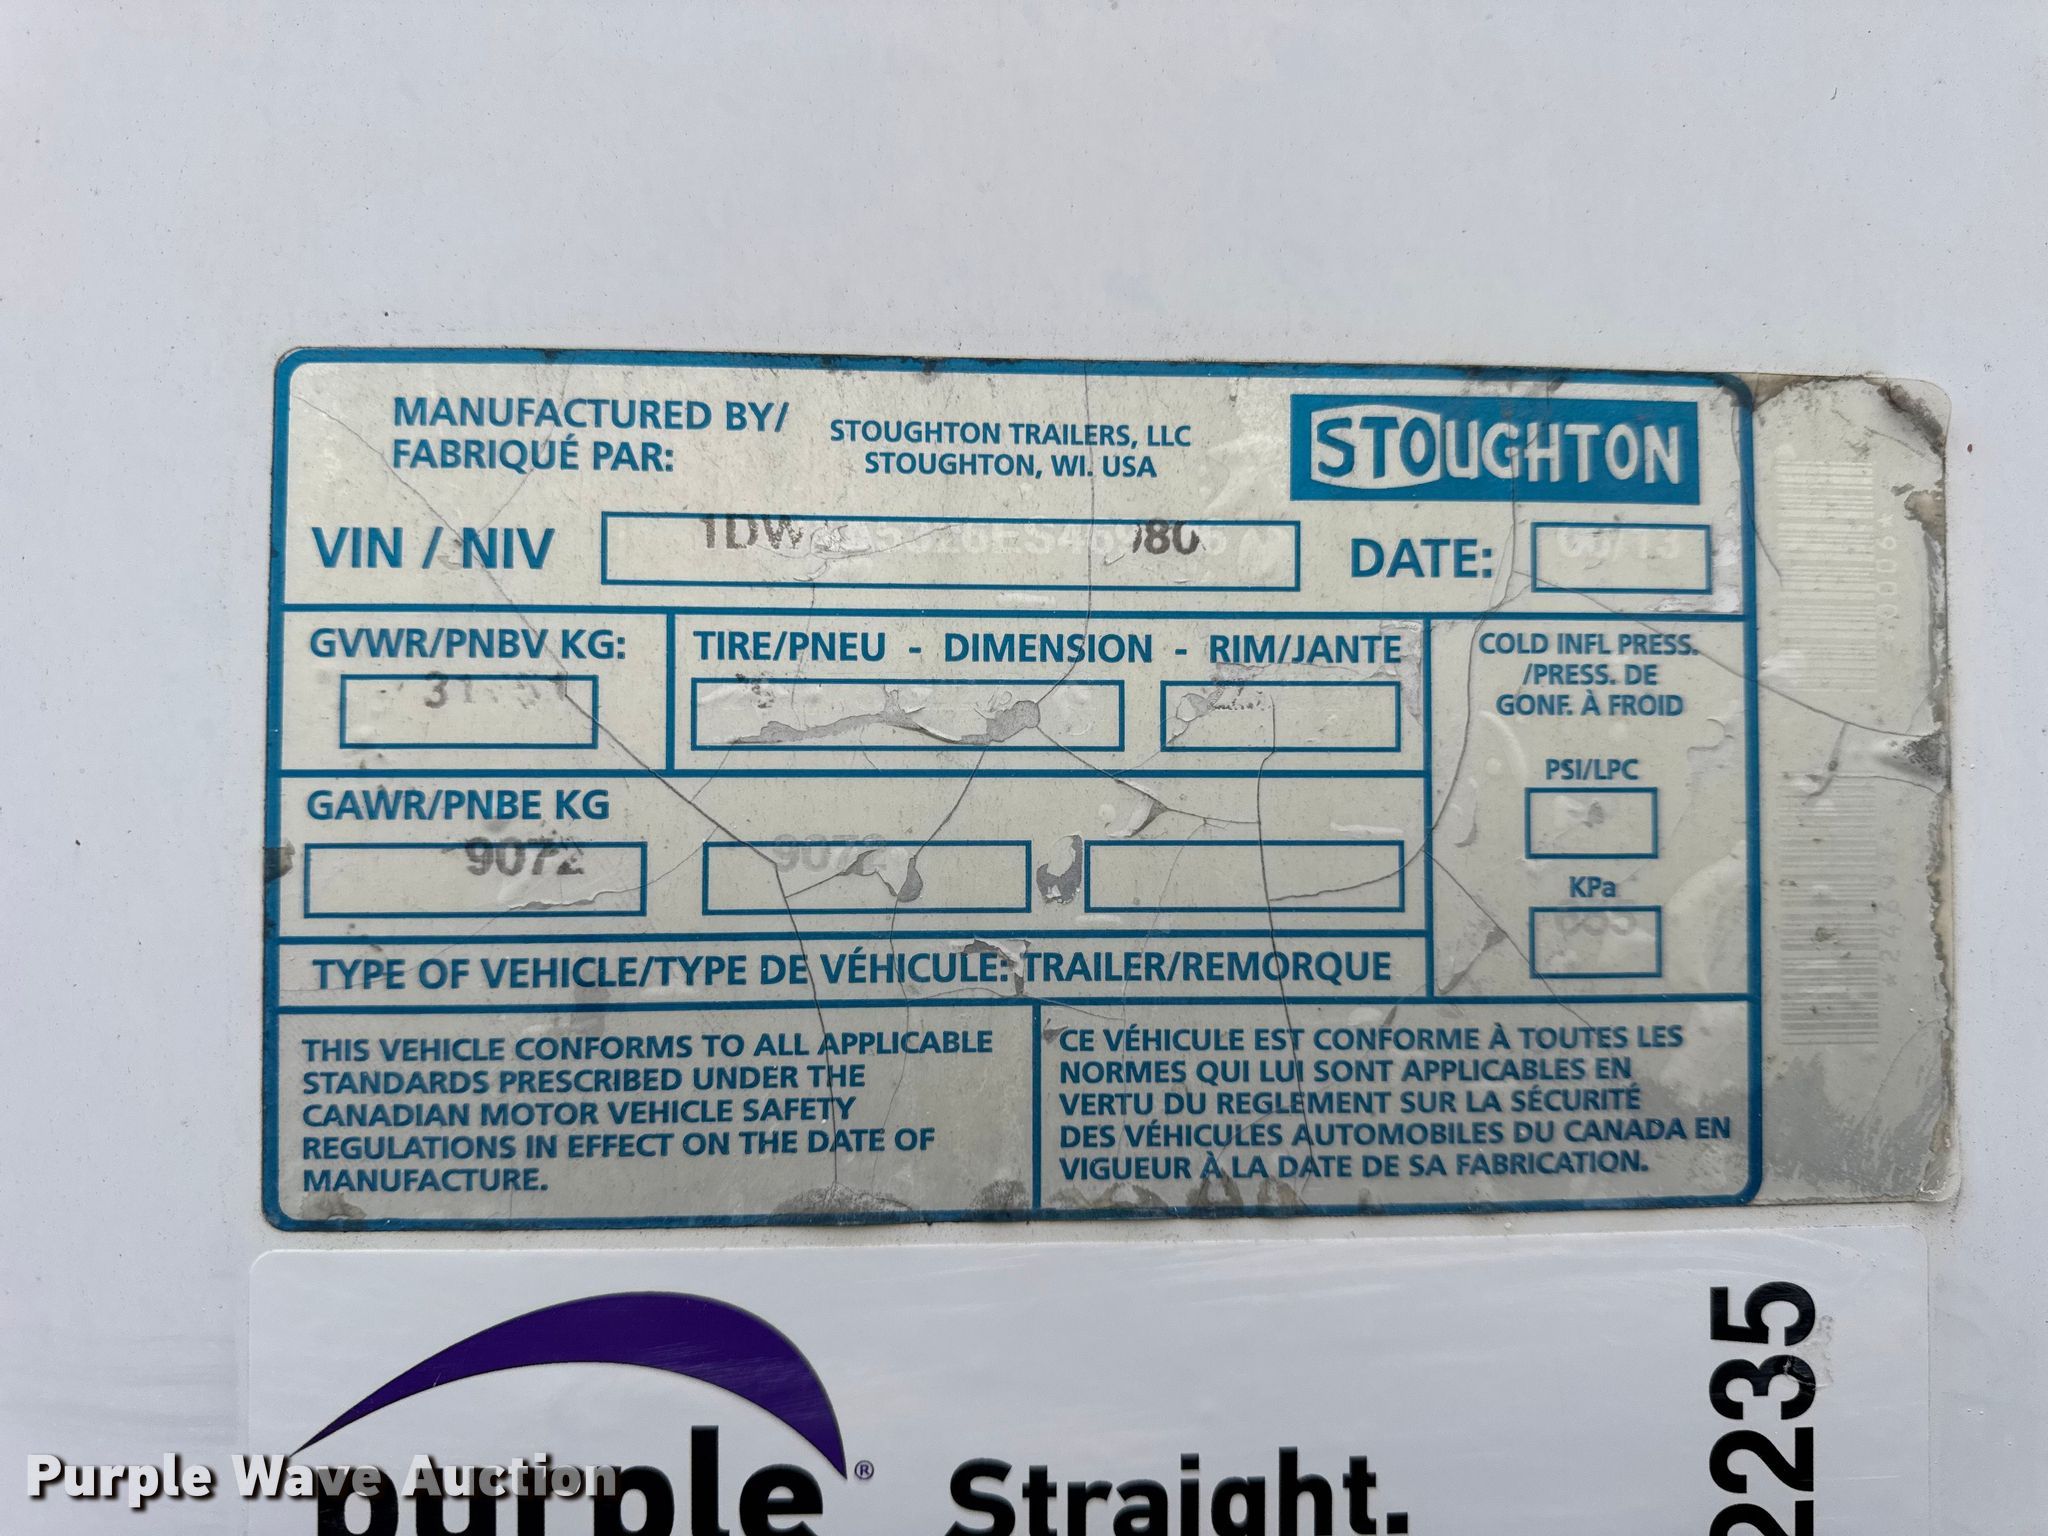 MANUFACTURED BY/
FABRIQUÉ PAR:
STOUGHTON TRAILERS, LLC
STOUGHTON, WI. USA
STOUGHTON
VIN / NIV
DATE:
GVWR/PNBV KG:
TIRE/PNEU - DIMENSION - RIM/JANTE
COLD INFL PRESS.
/PRESS. DE
GONF. À FROID
PSI/LPC
KPa
GAWR/PNBE KG
9072
9072
TYPE OF VEHICLE/TYPE DE VÉHICULE: TRAILER/REMORQUE
THIS VEHICLE CONFORMS TO ALL APPLICABLE
STANDARDS PRESCRIBED UNDER THE
CANADIAN MOTOR VEHICLE SAFETY
REGULATIONS IN EFFECT ON THE DATE OF
MANUFACTURE.
CE VÉHICULE EST CONFORME À TOUTES LES
NORMES QUI LUI SONT APPLICABLES EN
VERTU DU REGLEMENT SUR LA SÉCURITÉ
DES VÉHICULES AUTOMOBILES DU CANADA EN
VIGUEUR À LA DATE DE SA FABRICATION.
purple®
Straight.
2235
Purple Wave Auction